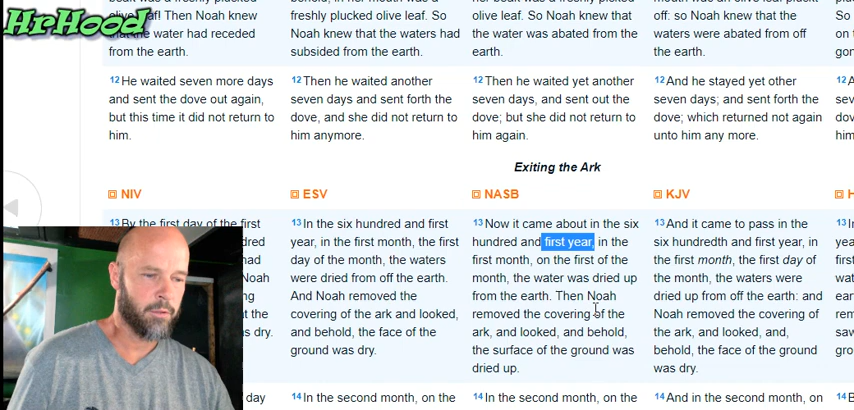 HrHood
olive leaf! Then Noah knew
that the water had receded
from the earth.
12 He waited seven more days
and sent the dove out again,
but this time it did not return to
him.
freshly plucked olive leaf. So
Noah knew that the waters had
subsided from the earth.
12 Then he waited another
seven days and sent forth the
dove, and she did not return to
him anymore.
freshly picked
olive leaf. So Noah knew that
the water was abated from the
earth.
12 Then he waited yet another
seven days, and sent out the
dove; but she did not return to
him again.
off: so Noah knew that the
waters were abated from off
the earth.
12 And he stayed yet other
seven days; and sent forth the
dove; which returned not again
unto him any more.
Exiting the Ark
NIV
ESV
NASB
KJV
13 By the first day of the first
13 In the six hundred and first
year, in the first month, the first
day of the month, the waters
were dried from off the earth.
And Noah removed the
covering of the ark and looked,
and behold, the face of the
ground was dry.
13 Now it came about in the six
hundred and first year, in the
first month, on the first of the
month, the water was dried up
from the earth. Then Noah
removed the covering of the
ark, and looked, and behold,
the surface of the ground was
dried up.
13 And it came to pass in the
six hundredth and first year, in
the first month, the first day of
the month, the waters were
dried up from off the earth: and
Noah removed the covering of
the ark, and looked, and,
behold, the face of the ground
was dry.
day
14 In the second month, on the
14 In the second month, on the
14 And in the second month, on